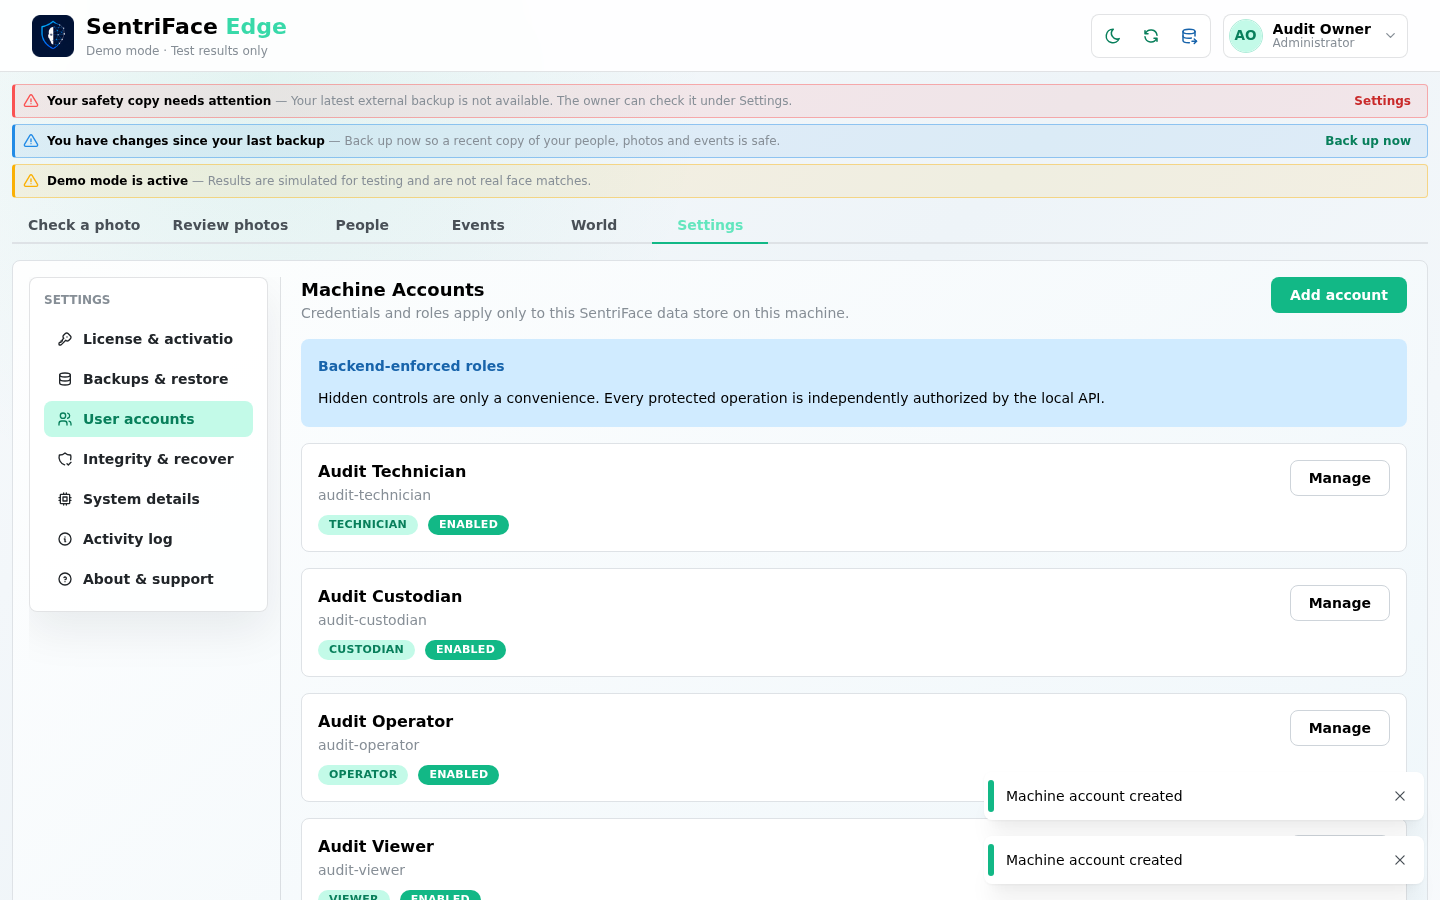 SentriFace Edge
Demo mode · Test results only
AO
Audit Owner
Administrator
Your safety copy needs attention — Your latest external backup is not available. The owner can check it under Settings.
Settings
You have changes since your last backup — Back up now so a recent copy of your people, photos and events is safe.
Back up now
Demo mode is active — Results are simulated for testing and are not real face matches.
Check a photo
Review photos
People
Events
World
Settings
SETTINGS
License & activatio
Backups & restore
User accounts
Integrity & recover
System details
Activity log
About & support
Machine Accounts
Credentials and roles apply only to this SentriFace data store on this machine.
Add account
Backend-enforced roles
Hidden controls are only a convenience. Every protected operation is independently authorized by the local API.
Audit Technician
audit-technician
TECHNICIAN
ENABLED
Manage
Audit Custodian
audit-custodian
CUSTODIAN
ENABLED
Manage
Audit Operator
audit-operator
OPERATOR
ENABLED
Manage
Audit Viewer
audit-viewer
VIEWER
ENABLED
Machine account created
Machine account created